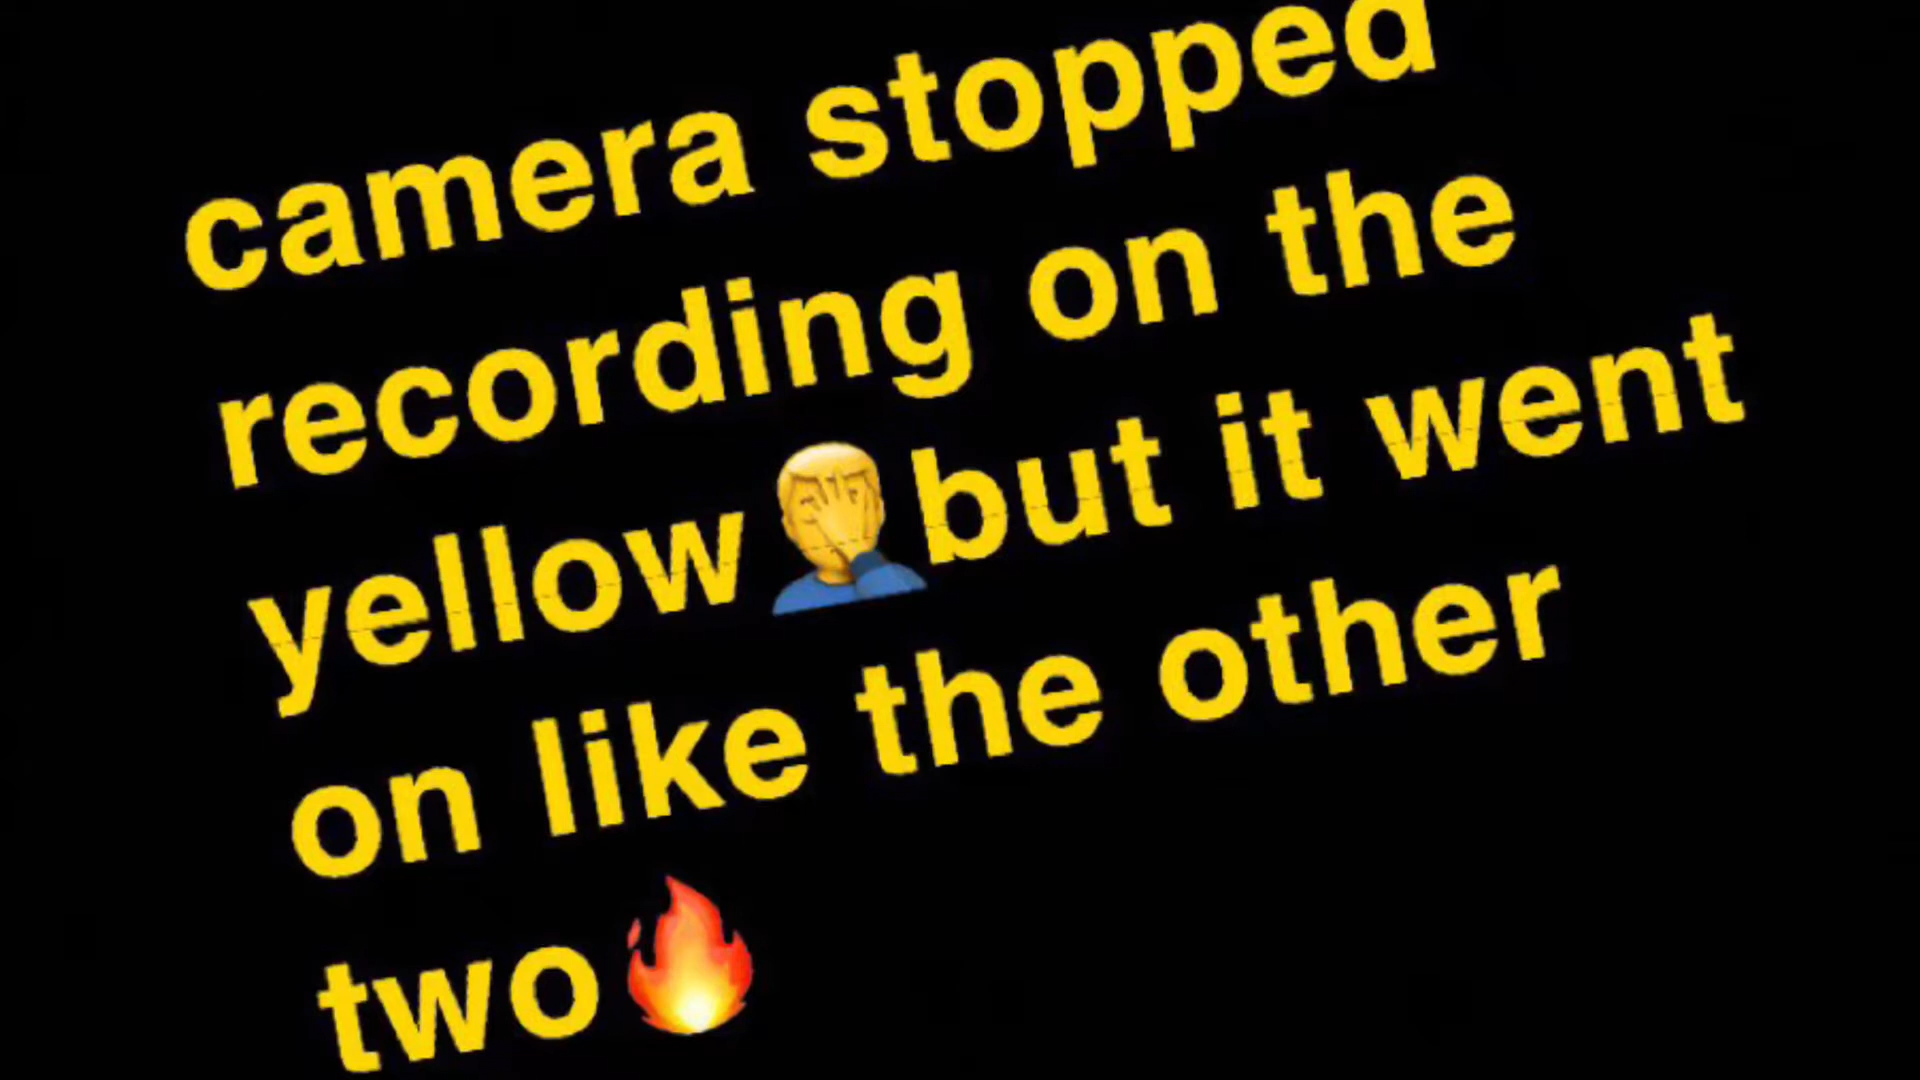 camera stopped
recording on the
yellow🤦‍♂️but it went
on like the other
two🔥